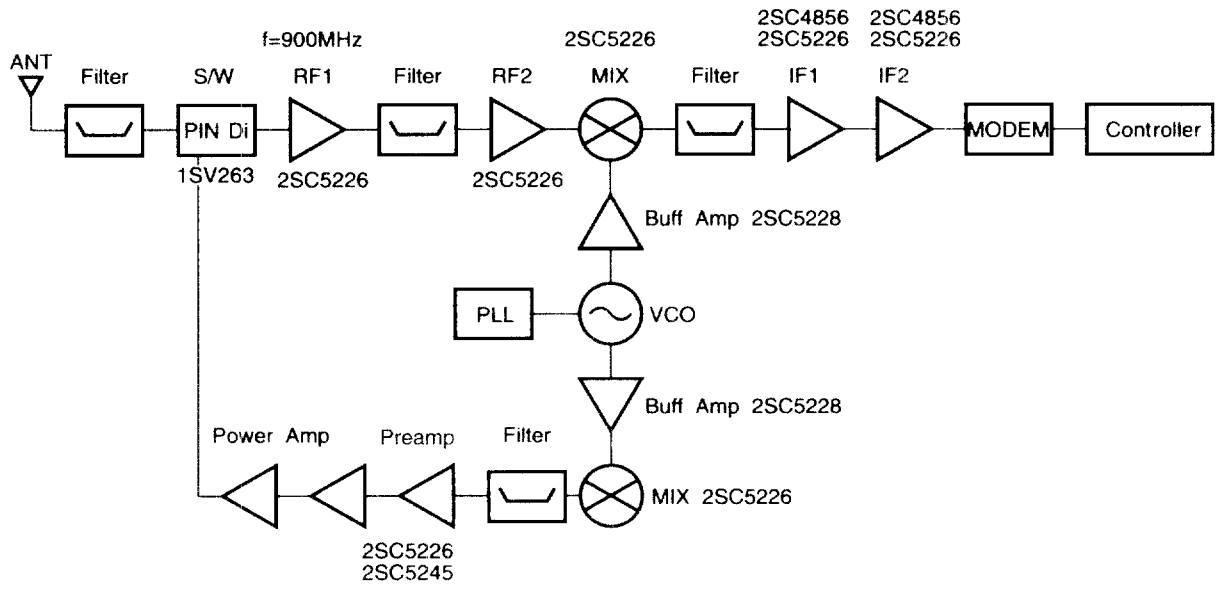 2SC4856 2SC4856
f=900MHz 2SC5226 2SC5226 2SC5226
ANT Filter S/W RF1 Filter RF2 MIX Filter IF1 IF2
PIN Di MODEM Controller
1SV263 2SC5226 2SC5226
Buff Amp 2SC5228
PLL VCO
Buff Amp 2SC5228
Power Amp Preamp Filter
MIX 2SC5226
2SC5226
2SC5245